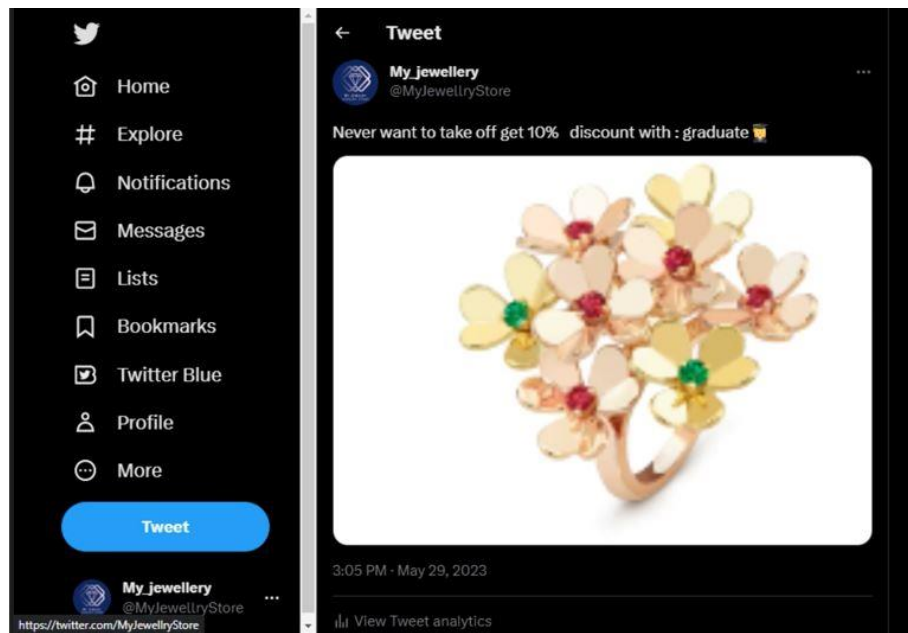 Home
Explore
Notifications
Messages
Lists
Bookmarks
Twitter Blue
Profile
More
Tweet
My_jewellery
@MyJewellryStore
https://twitter.com/MyJewellryStore
Tweet
My_jewellery
@MyJewellryStore
Never want to take off get 10% discount with : graduate
3:05 PM · May 29, 2023
View Tweet analytics